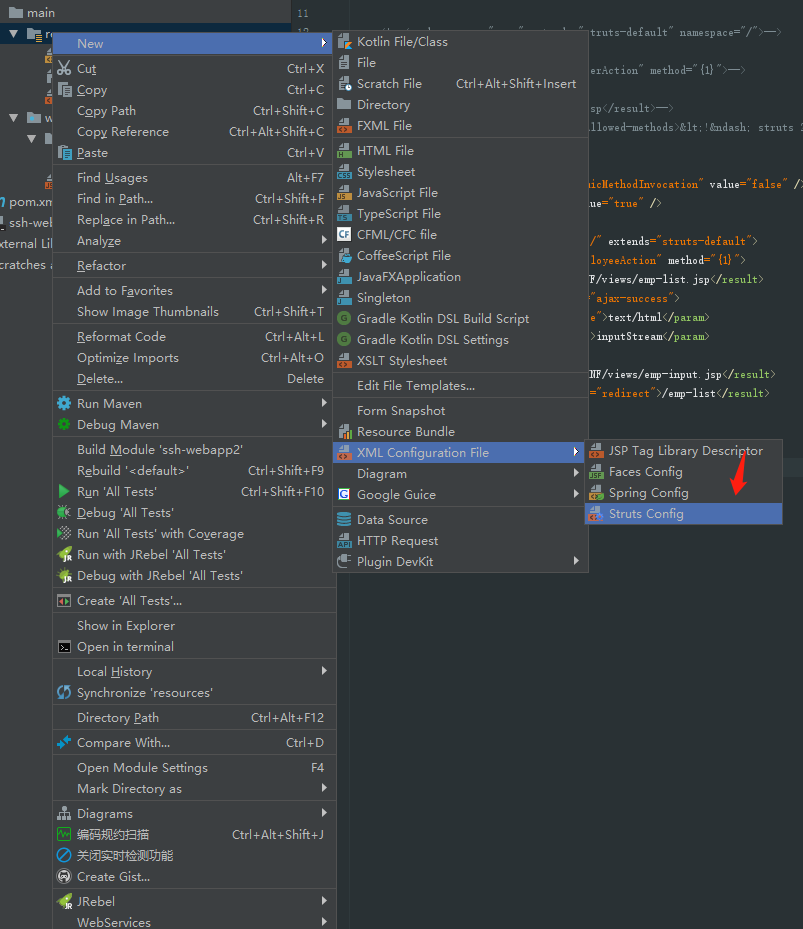 main
11
New
Cut Ctrl+X
Copy Ctrl+C
Copy Path Ctrl+Shift+C
Copy Reference Ctrl+Alt+Shift+C
Paste Ctrl+V
Find Usages Alt+F7
Find in Path... Ctrl+Shift+F
Replace in Path... Ctrl+Shift+R
Analyze
Refactor
Add to Favorites
Show Image Thumbnails Ctrl+Shift+T
Reformat Code Ctrl+Alt+L
Optimize Imports Ctrl+Alt+O
Delete... Delete
Run Maven
Debug Maven
Build Module 'ssh-webapp2'
Rebuild '<default>' Ctrl+Shift+F9
Run 'All Tests' Ctrl+Shift+F10
Debug 'All Tests'
Run 'All Tests' with Coverage
Run with JRebel 'All Tests'
Debug with JRebel 'All Tests'
Create 'All Tests'...
Show in Explorer
Open in terminal
Local History
Synchronize 'resources'
Directory Path Ctrl+Alt+F12
Compare With... Ctrl+D
Open Module Settings F4
Mark Directory as
Diagrams
编码规约扫描 Ctrl+Alt+Shift+J
关闭实时检测功能
Create Gist...
JRebel
WebServices
Kotlin File/Class
File
Scratch File Ctrl+Alt+Shift+Insert
Directory
FXML File
HTML File
Stylesheet
JavaScript File
TypeScript File
CFML/CFC file
CoffeeScript File
JavaFXApplication
Singleton
Gradle Kotlin DSL Build Script
Gradle Kotlin DSL Settings
XSLT Stylesheet
Edit File Templates...
Form Snapshot
Resource Bundle
XML Configuration File
Diagram
Google Guice
Data Source
HTTP Request
Plugin DevKit
JSP Tag Library Descriptor
Faces Config
Spring Config
Struts Config
pom.xm
ssh-web
xternal Li
cratches a
truts-default" namespace="/">-->
erAction" method="{1}">-->
sp</result>-->
llowed-methods>&lt;!&ndash; struts
nicMethodInvocation" value="false" />
ue="true" />
/" extends="struts-default">
loyeeAction" method="{1}">
NF/views/emp-list.jsp</result>
="ajax-success">
e">text/html</param>
>inputStream</param>
NF/views/emp-input.jsp</result>
="redirect">/emp-list</result>